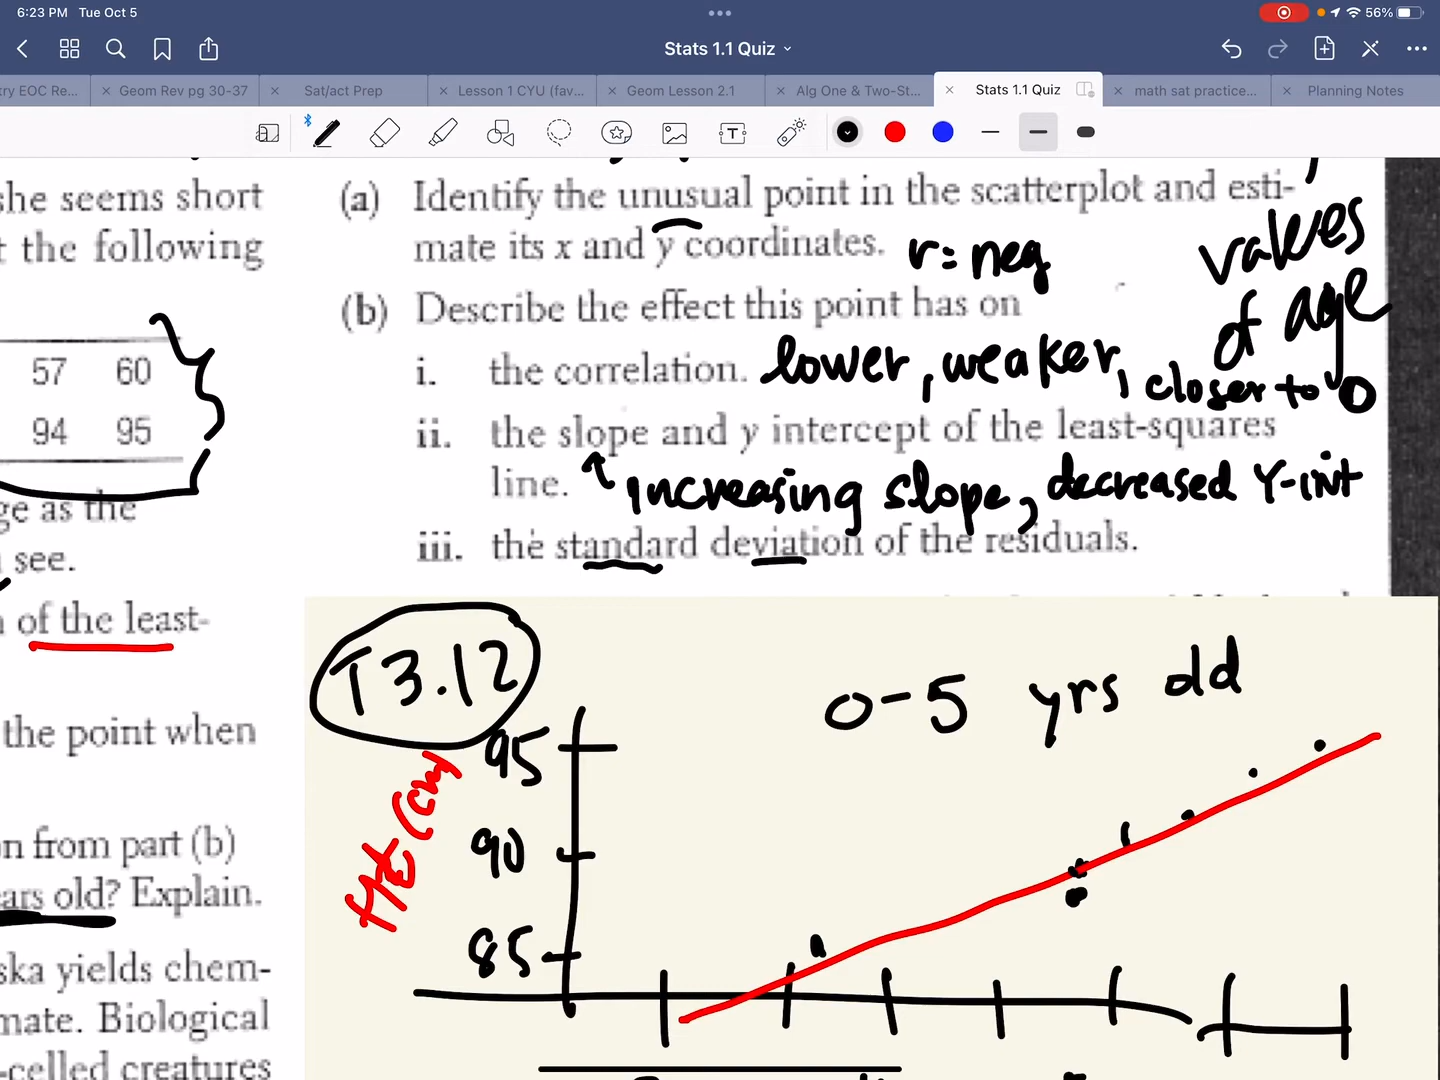 6:23 PM Tue Oct 5
56%
Stats 1.1 Quiz
try EOC Re...
Geom Rev pg 30-37
Sat/act Prep
Lesson 1 CYU (fav...
Geom Lesson 2.1
Alg One & Two-St...
Stats 1.1 Quiz
math sat practice...
Planning Notes
she seems short
t the following
57 60
94 95
ge as the
see.
of the least-
the point when
on from part (b)
ars old? Explain.
ska yields chem-
mate. Biological
-celled creatures
(a) Identify the unusual point in the scatterplot and esti-
mate its x and y coordinates. r = neg
values
of age
(b) Describe the effect this point has on
i. the correlation. lower, weaker, closer to 0
ii. the slope and y intercept of the least-squares
line. ↑ increasing slope, decreased Y-int
iii. the standard deviation of the residuals.
T3.12
0-5 yrs old
Ht (cm)
95
90
85